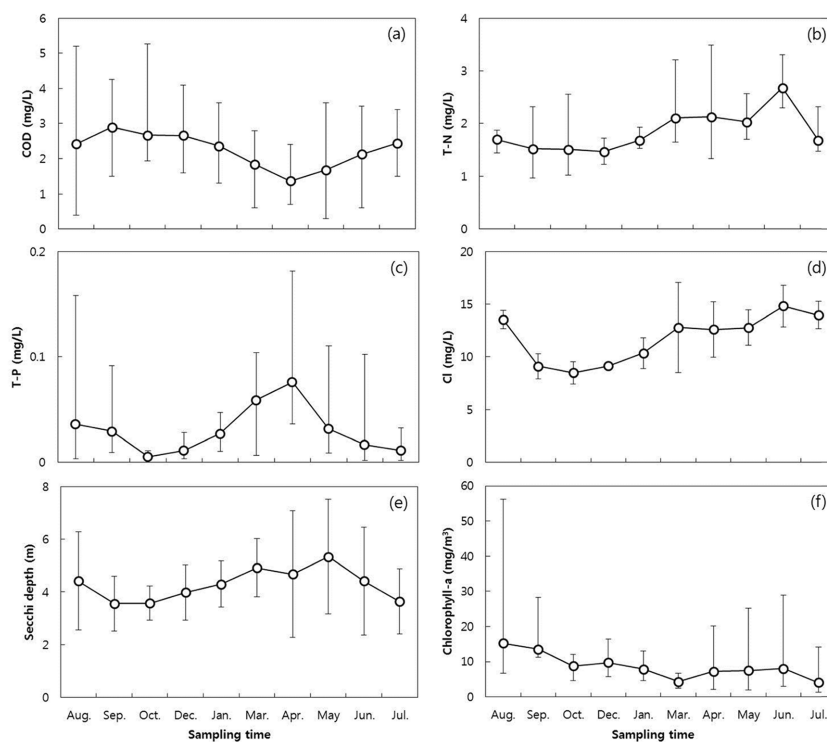 (a)
COD (mg/L)
6
5
4
3
2
1
0
(b)
T-N (mg/L)
4
3
2
1
0
(c)
T-P (mg/L)
0.2
0.1
0
(d)
Cl (mg/L)
20
15
10
5
0
(e)
Secchi depth (m)
8
6
4
2
0
Aug. Sep. Oct. Dec. Jan. Mar. Apr. May Jun. Jul.
Sampling time
(f)
Chlorophyll-a (mg/m³)
60
50
40
30
20
10
0
Aug. Sep. Oct. Dec. Jan. Mar. Apr. May Jun. Jul.
Sampling time